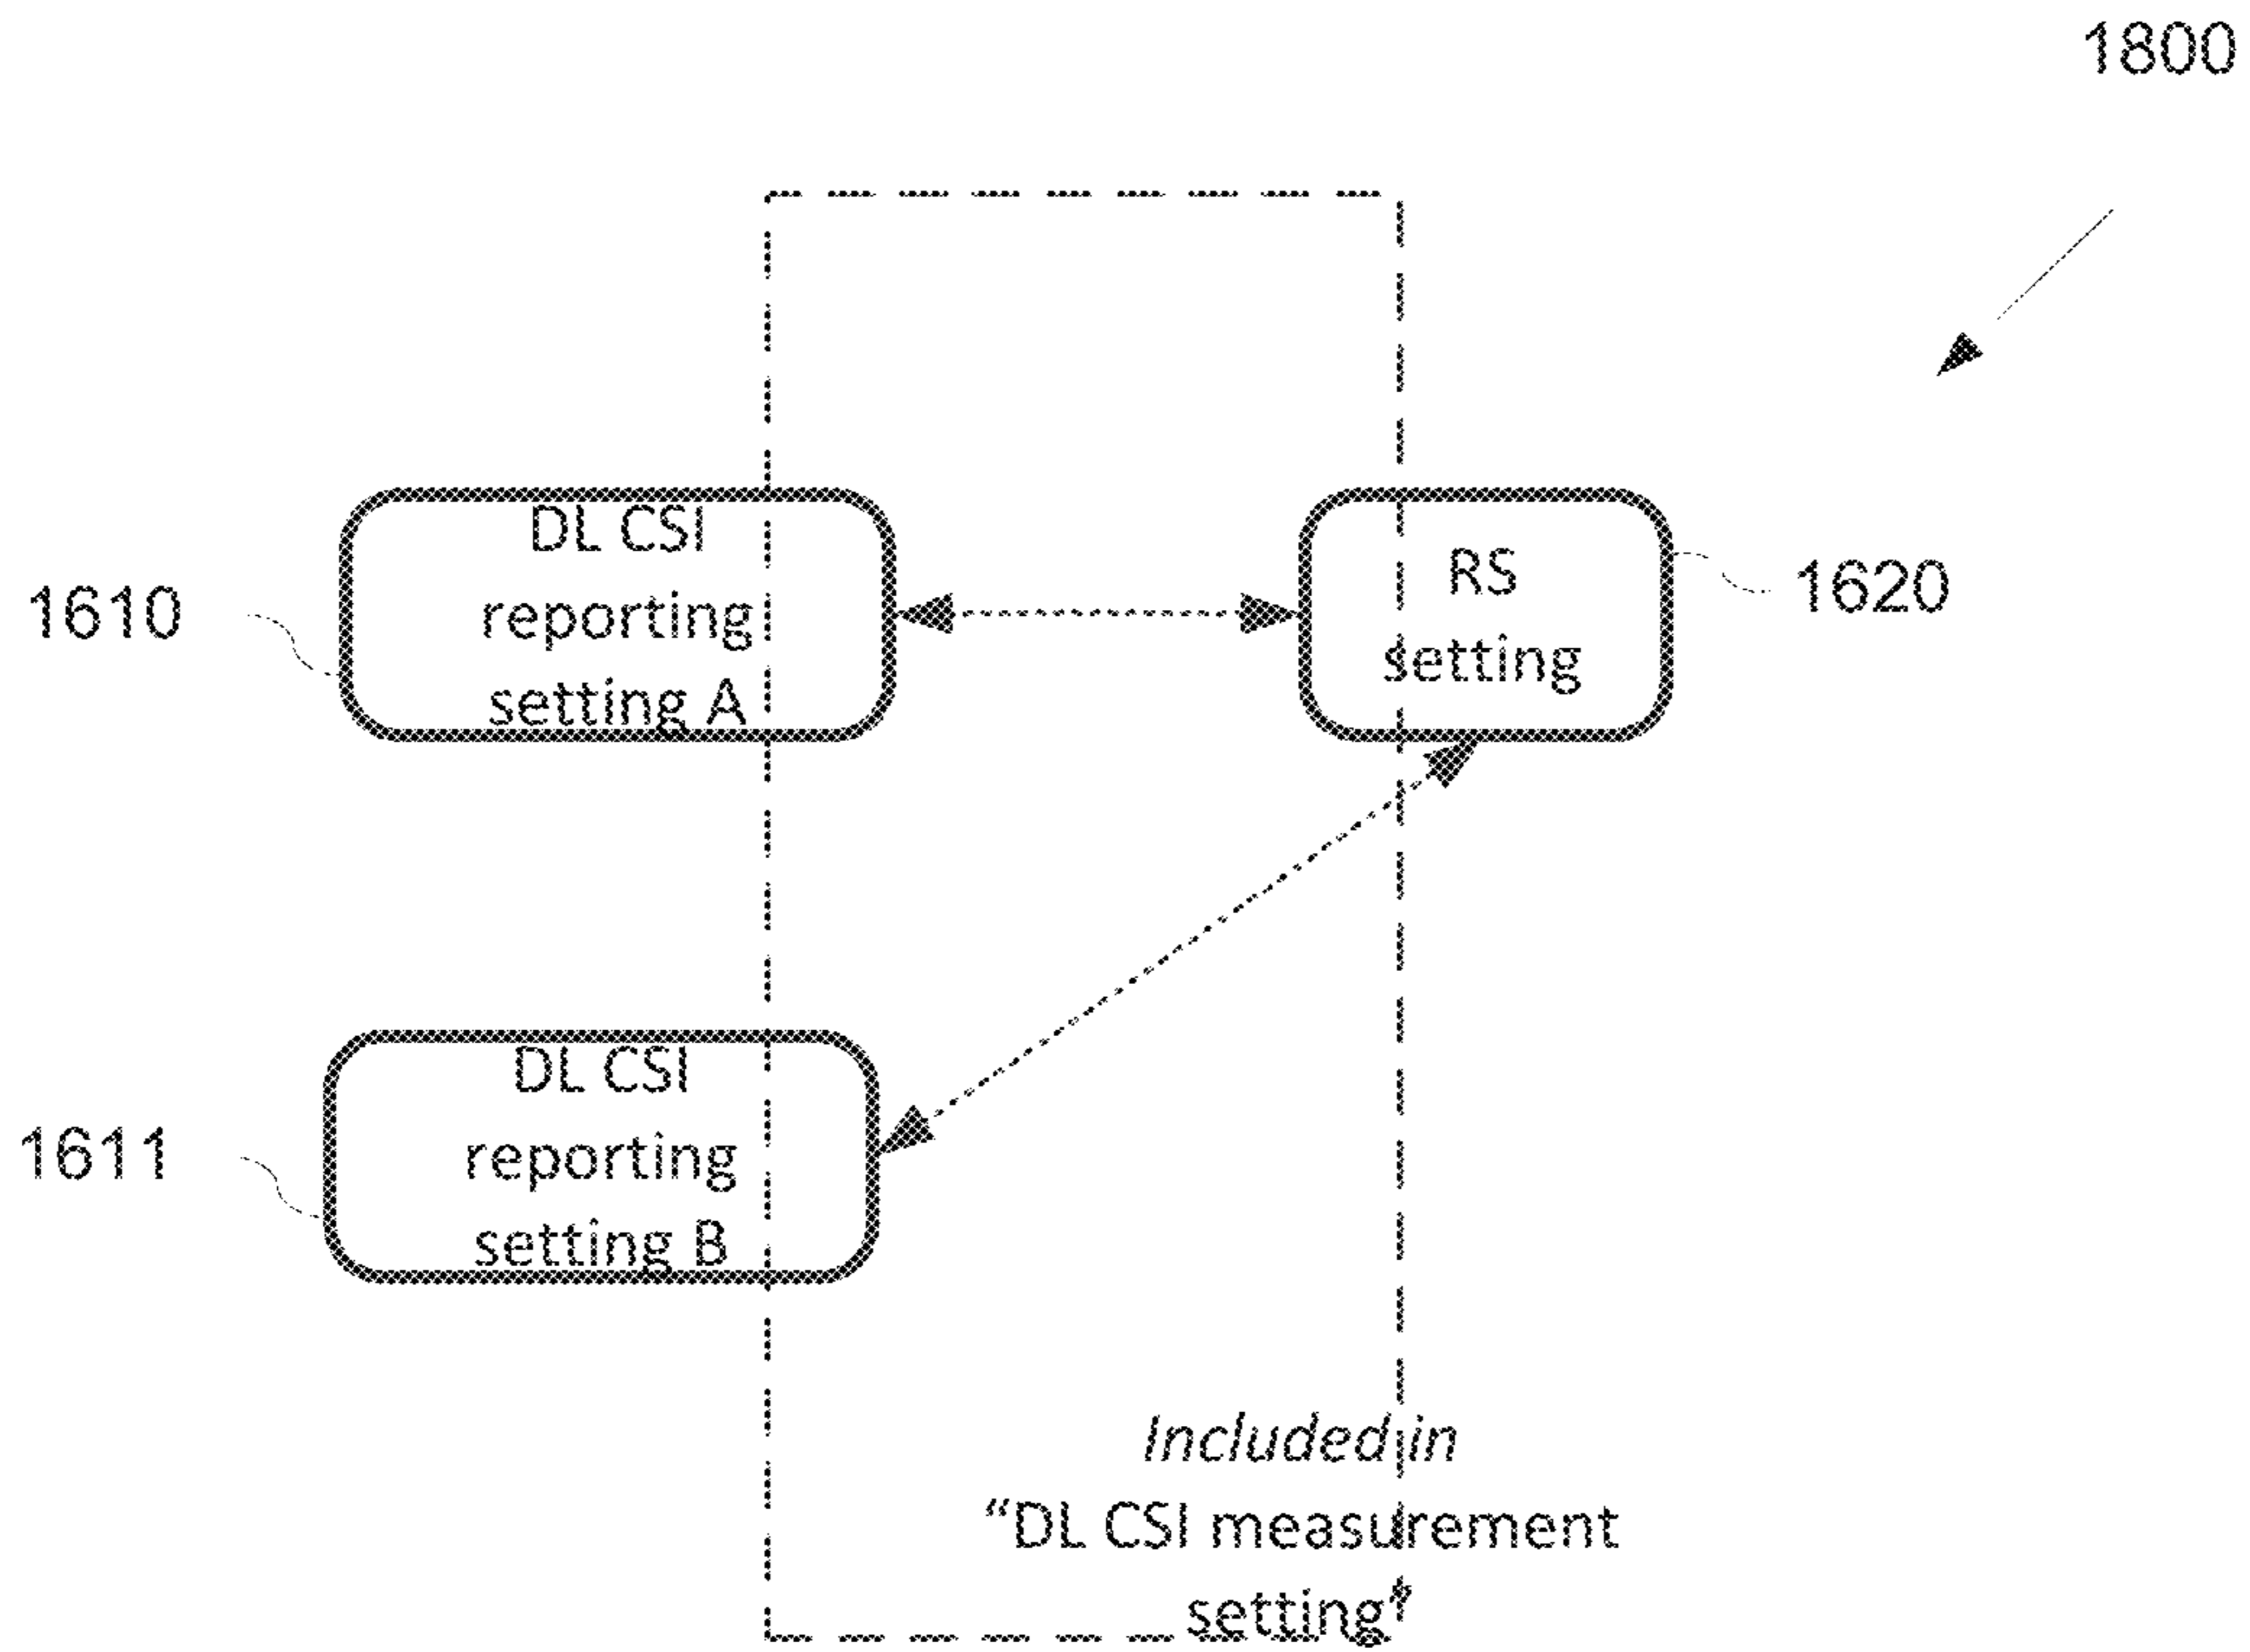 1800
DL CSI
reporting
setting A
RS
setting
1610
1620
DL CSI
reporting
setting B
1611
Included in
“DL CSI measurement
setting”